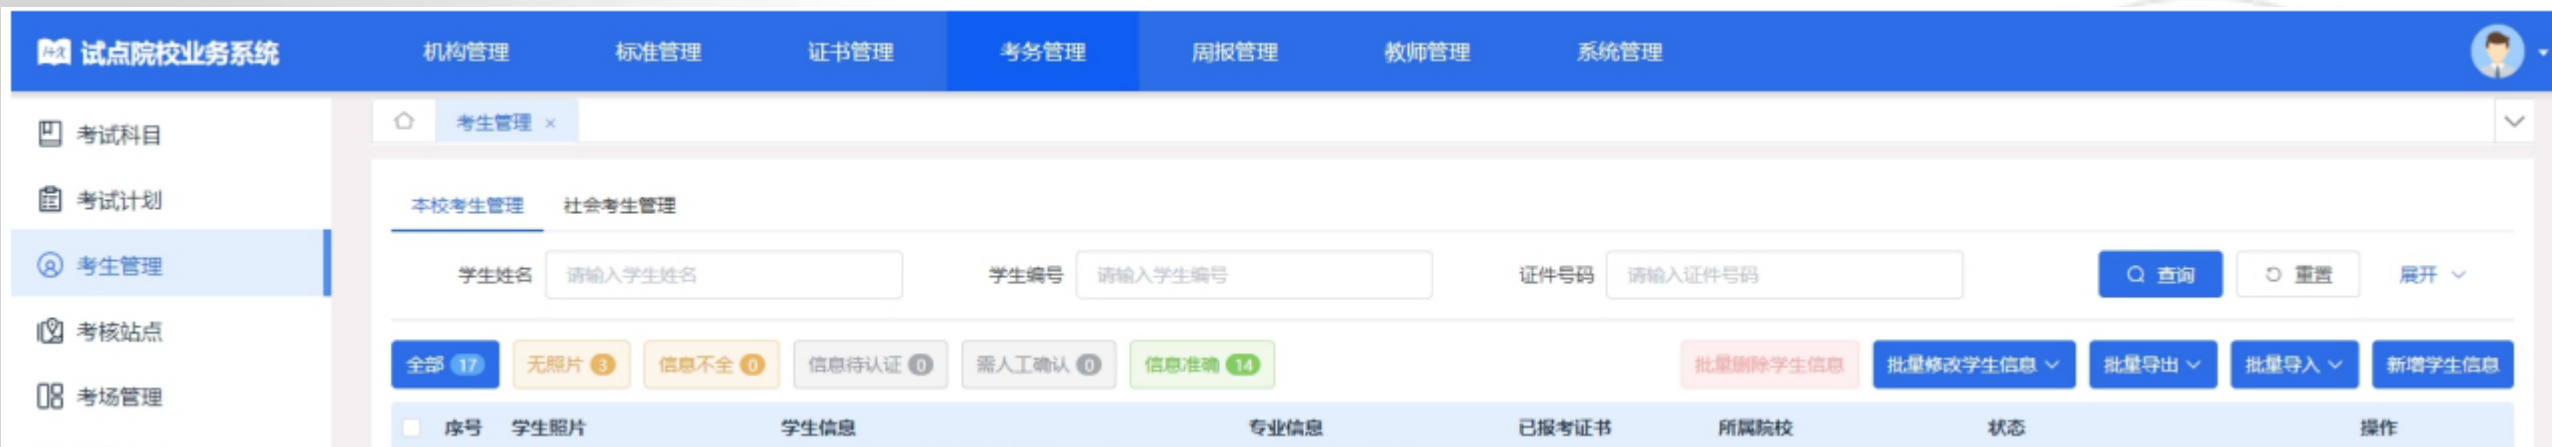 试点院校业务系统 机构管理 标准管理 证书管理 考务管理 周报管理 教师管理 系统管理
考试科目
考试计划
考生管理
考核站点
考场管理
考生管理 ×
本校考生管理 社会考生管理
学生姓名 请输入学生姓名 学生编号 请输入学生编号 证件号码 请输入证件号码 查询 重置 展开
全部 17 无照片 3 信息不全 0 信息待认证 0 需人工确认 0 信息准确 14 批量删除学生信息 批量修改学生信息 批量导出 批量导入 新增学生信息
序号 学生照片 学生信息 专业信息 已报考证书 所属院校 状态 操作